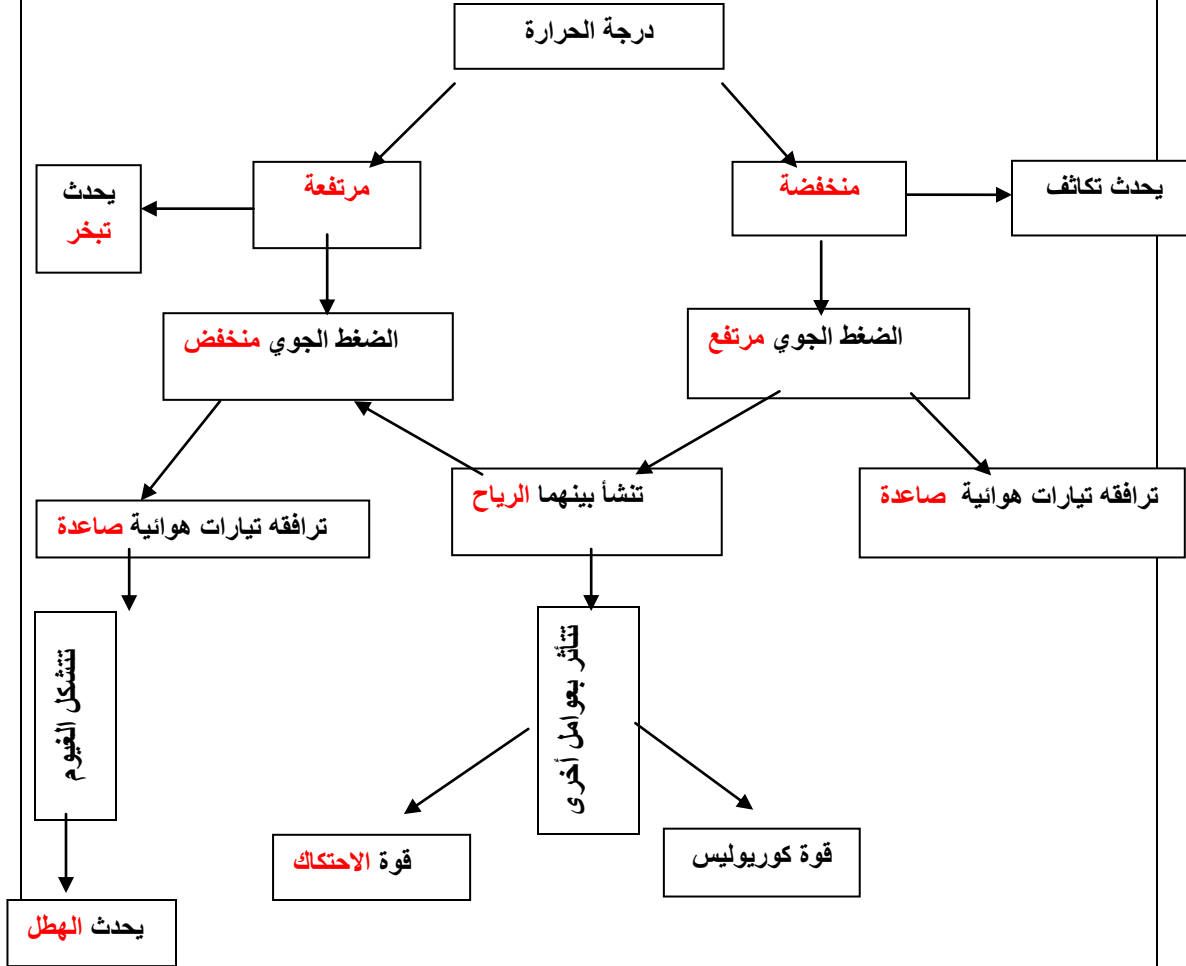 درجة الحرارة
منخفضة
مرتفعة
يحدث تكاثف
يحدث
تبخر
الضغط الجوي مرتفع
الضغط الجوي منخفض
ترافقه تيارات هوائية صاعدة
تنشأ بينهما الرياح
ترافقه تيارات هوائية صاعدة
تتأثر بعوامل أخرى
تتشكل الغيوم
قوة كوريوليس
قوة الاحتكاك
يحدث الهطل